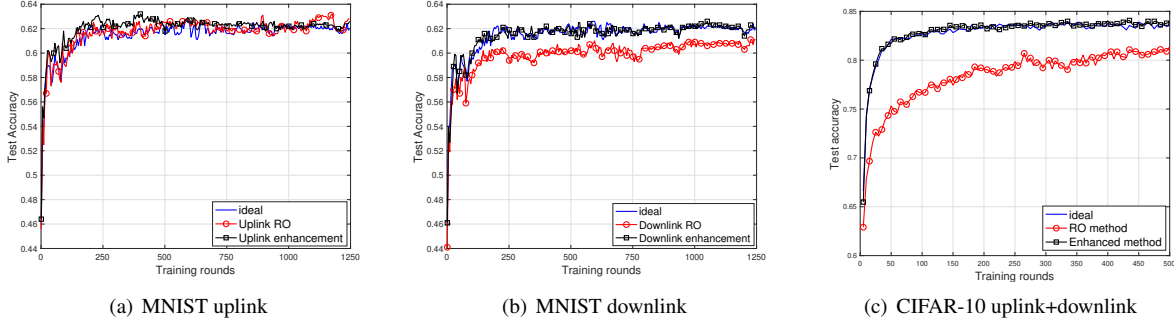 0.64
0.62
0.6
0.58
0.56
0.54
0.52
0.5
0.48
0.46
0.44
Test Accuracy
0 250 500 750 1000 1250
Training rounds
ideal
Uplink RO
Uplink enhancement
(a) MNIST uplink
0.64
0.62
0.6
0.58
0.56
0.54
0.52
0.5
0.48
0.46
0.44
Test Accuracy
0 250 500 750 1000 1250
Training rounds
ideal
Downlink RO
Downlink enhancement
(b) MNIST downlink
0.85
0.8
0.75
0.7
0.65
0.6
Test accuracy
0 50 100 150 200 250 300 350 400 450 500
Training rounds
ideal
RO method
Enhanced method
(c) CIFAR-10 uplink+downlink